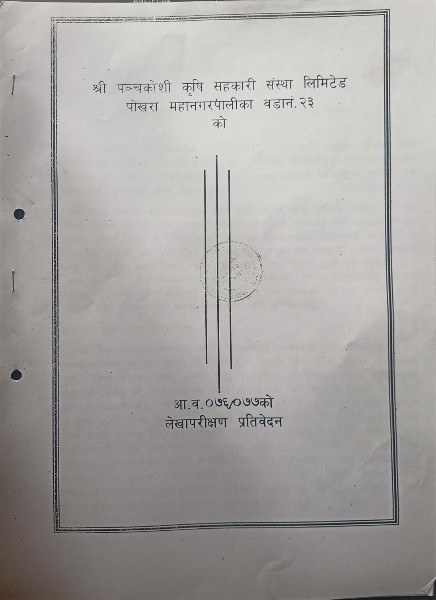 श्री पञ्चकोशी कृषि सहकारी संस्था लिमिटेड
पोखरा महानगरपालीका वडानं.२३
को
आ.व.०७६/०७७को
लेखापरीक्षण प्रतिवेदन